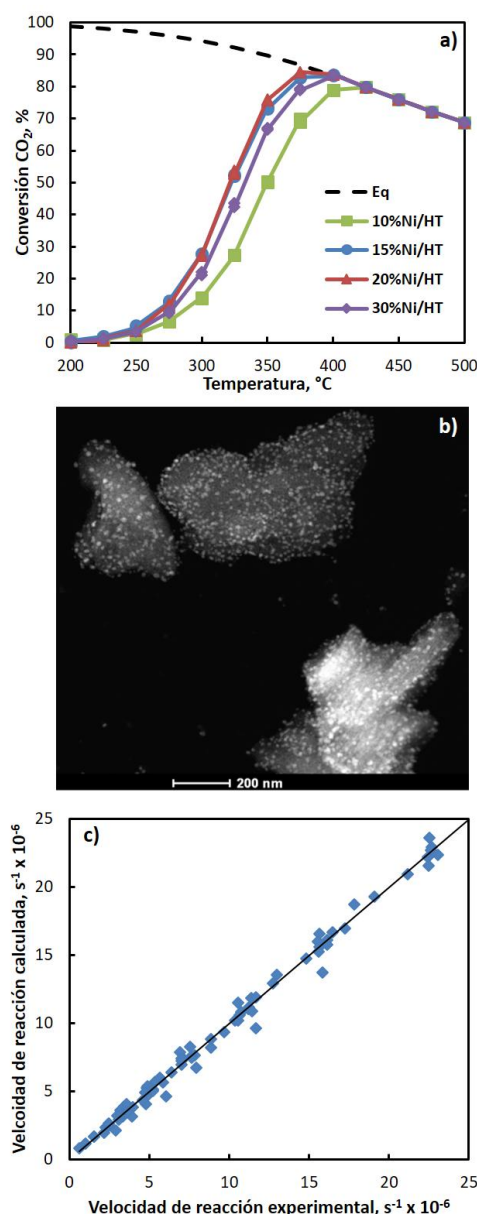 a)
Conversión CO₂, %
100
90
80
70
60
50
40
30
20
10
0
Eq
10%Ni/HT
15%Ni/HT
20%Ni/HT
30%Ni/HT
200 250 300 350 400 450 500
Temperatura, °C
b)
200 nm
c)
Velcoidad de reacción calculada, s⁻¹ x 10⁻⁶
25
20
15
10
5
0
0 5 10 15 20 25
Velocidad de reacción experimental, s⁻¹ x 10⁻⁶